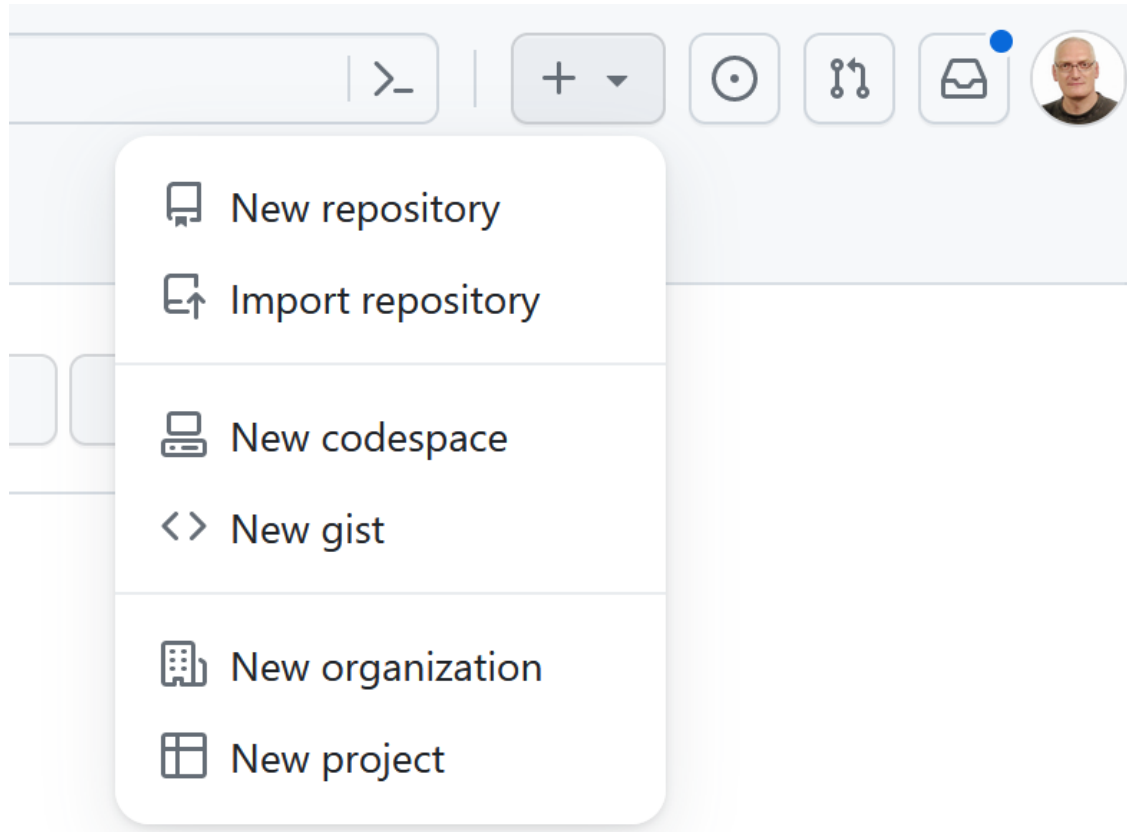 New repository
Import repository
New codespace
New gist
New organization
New project